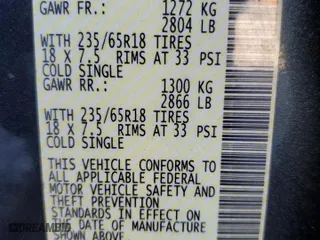 GAWR FR.: 1272 KG
2804 LB
WITH 235/65R18 TIRES
18 X 7.5 RIMS AT 33 PSI
COLD SINGLE
GAWR RR.: 1300 KG
2866 LB
WITH 235/65R18 TIRES
18 X 7.5 RIMS AT 33 PSI
COLD SINGLE
THIS VEHICLE CONFORMS TO
ALL APPLICABLE FEDERAL
MOTOR VEHICLE SAFETY AND
THEFT PREVENTION
STANDARDS IN EFFECT ON
DATE OF MANUFACTURE
SHOWN ABOVE.